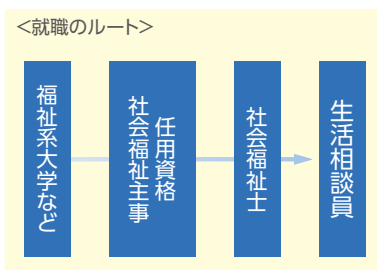 <就職のルート>
福祉系大学など
社会福祉主事
任用資格
社会福祉士
生活相談員